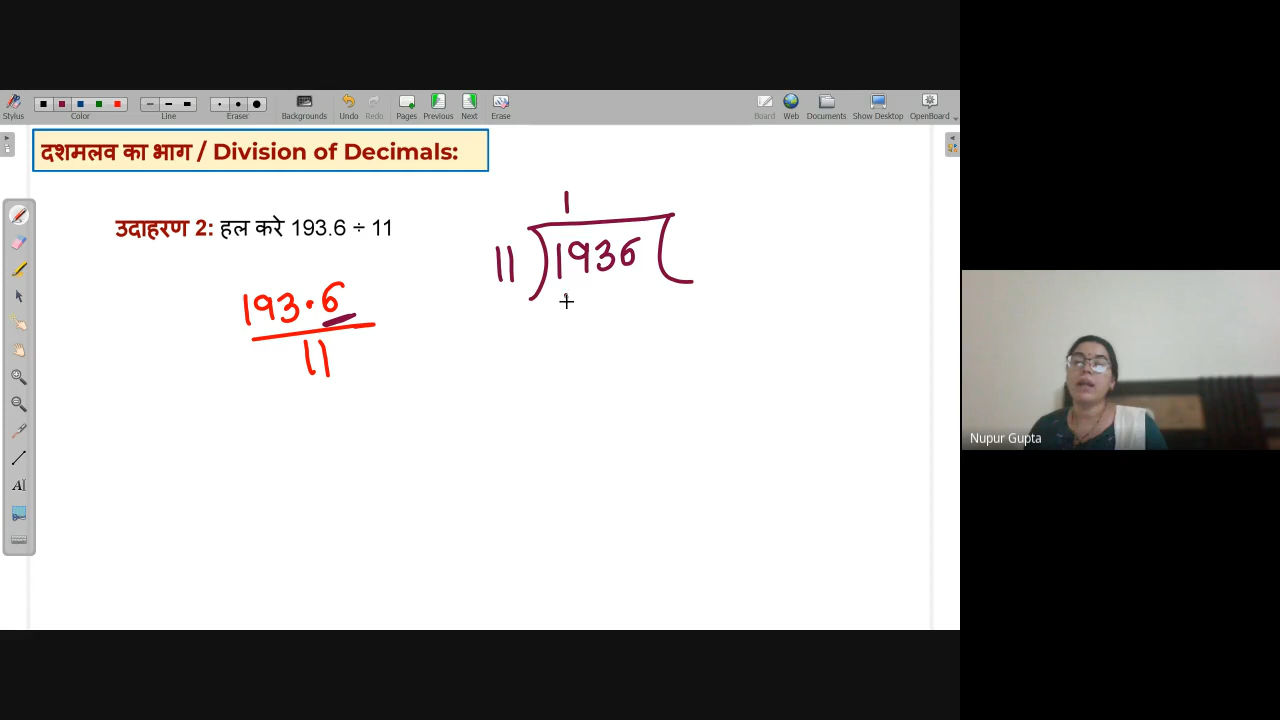 Stylus
Color
Line
Eraser
Backgrounds
Undo
Redo
Pages
Previous
Next
Erase
Board
Web
Documents
Show Desktop
OpenBoard
दशमलव का भाग / Division of Decimals:
उदाहरण 2: हल करे 193.6 ÷ 11
1
11 ) 1936 (
193.6
11
Nupur Gupta